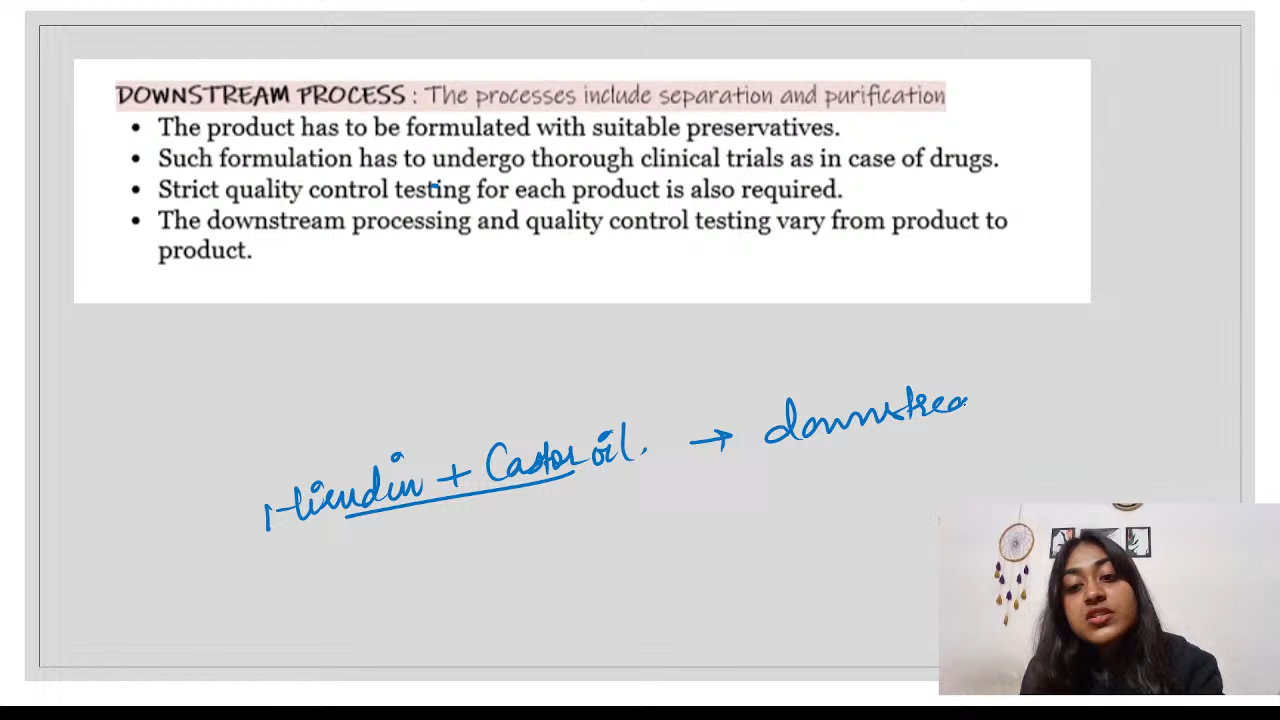 DOWNSTREAM PROCESS : The processes include separation and purification
• The product has to be formulated with suitable preservatives.
• Such formulation has to undergo thorough clinical trials as in case of drugs.
• Strict quality control testing for each product is also required.
• The downstream processing and quality control testing vary from product to
product.
Hirudin + Castor oil. → downstrea